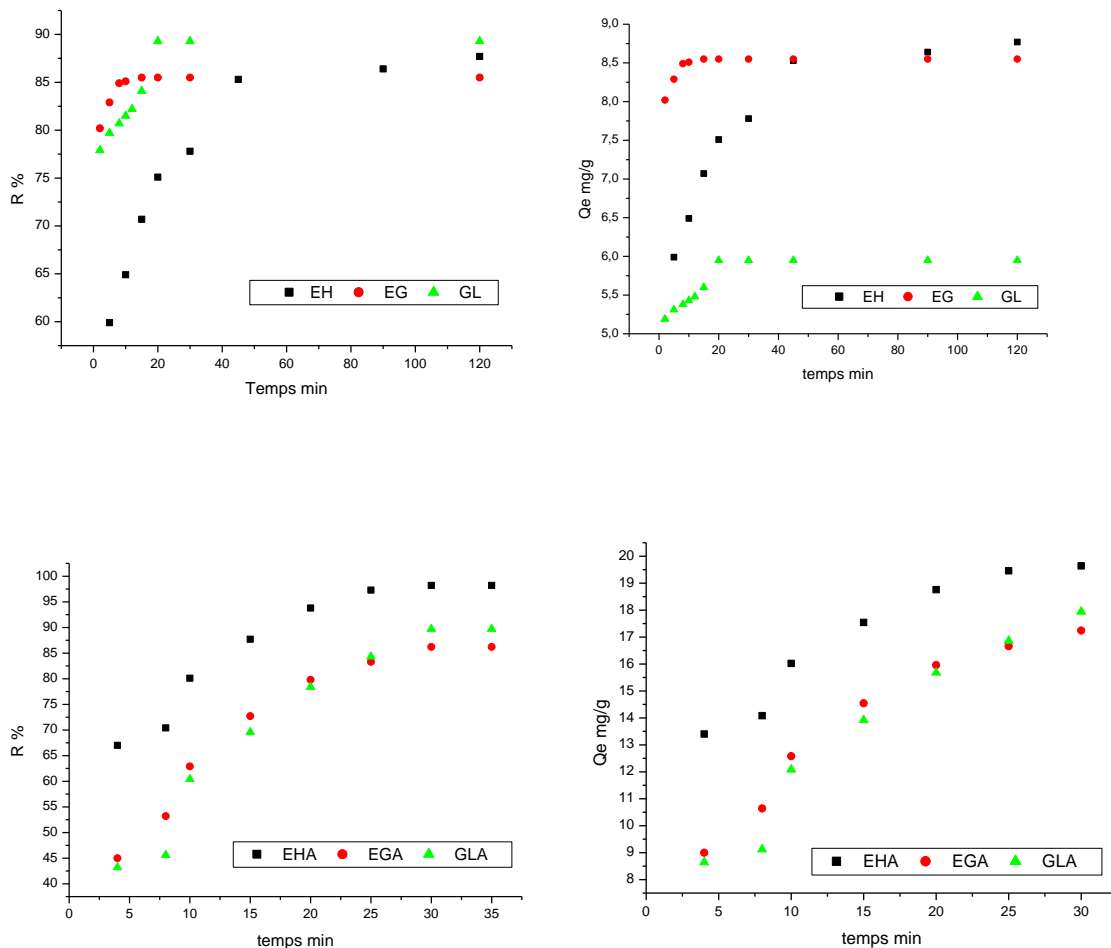 90
85
80
75
70
65
60
R %
0 20 40 60 80 100 120
Temps min
EH EG GL
9,0
8,5
8,0
7,5
7,0
6,5
6,0
5,5
5,0
Qe mg/g
0 20 40 60 80 100 120
temps min
EH EG GL
100
95
90
85
80
75
70
65
60
55
50
45
40
R %
0 5 10 15 20 25 30 35
temps min
EHA EGA GLA
20
19
18
17
16
15
14
13
12
11
10
9
8
Qe mg/g
0 5 10 15 20 25 30
temps min
EHA EGA GLA